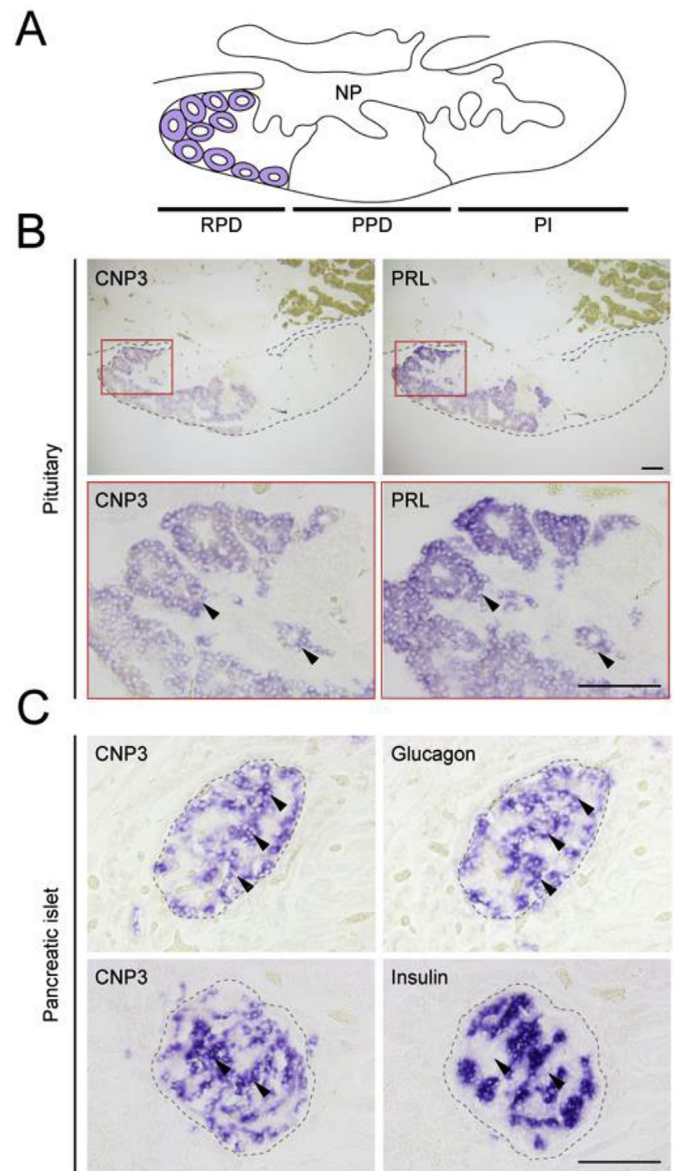 A
NP
RPD PPD PI
B
Pituitary
CNP3 PRL
CNP3 PRL
C
Pancreatic islet
CNP3 Glucagon
CNP3 Insulin